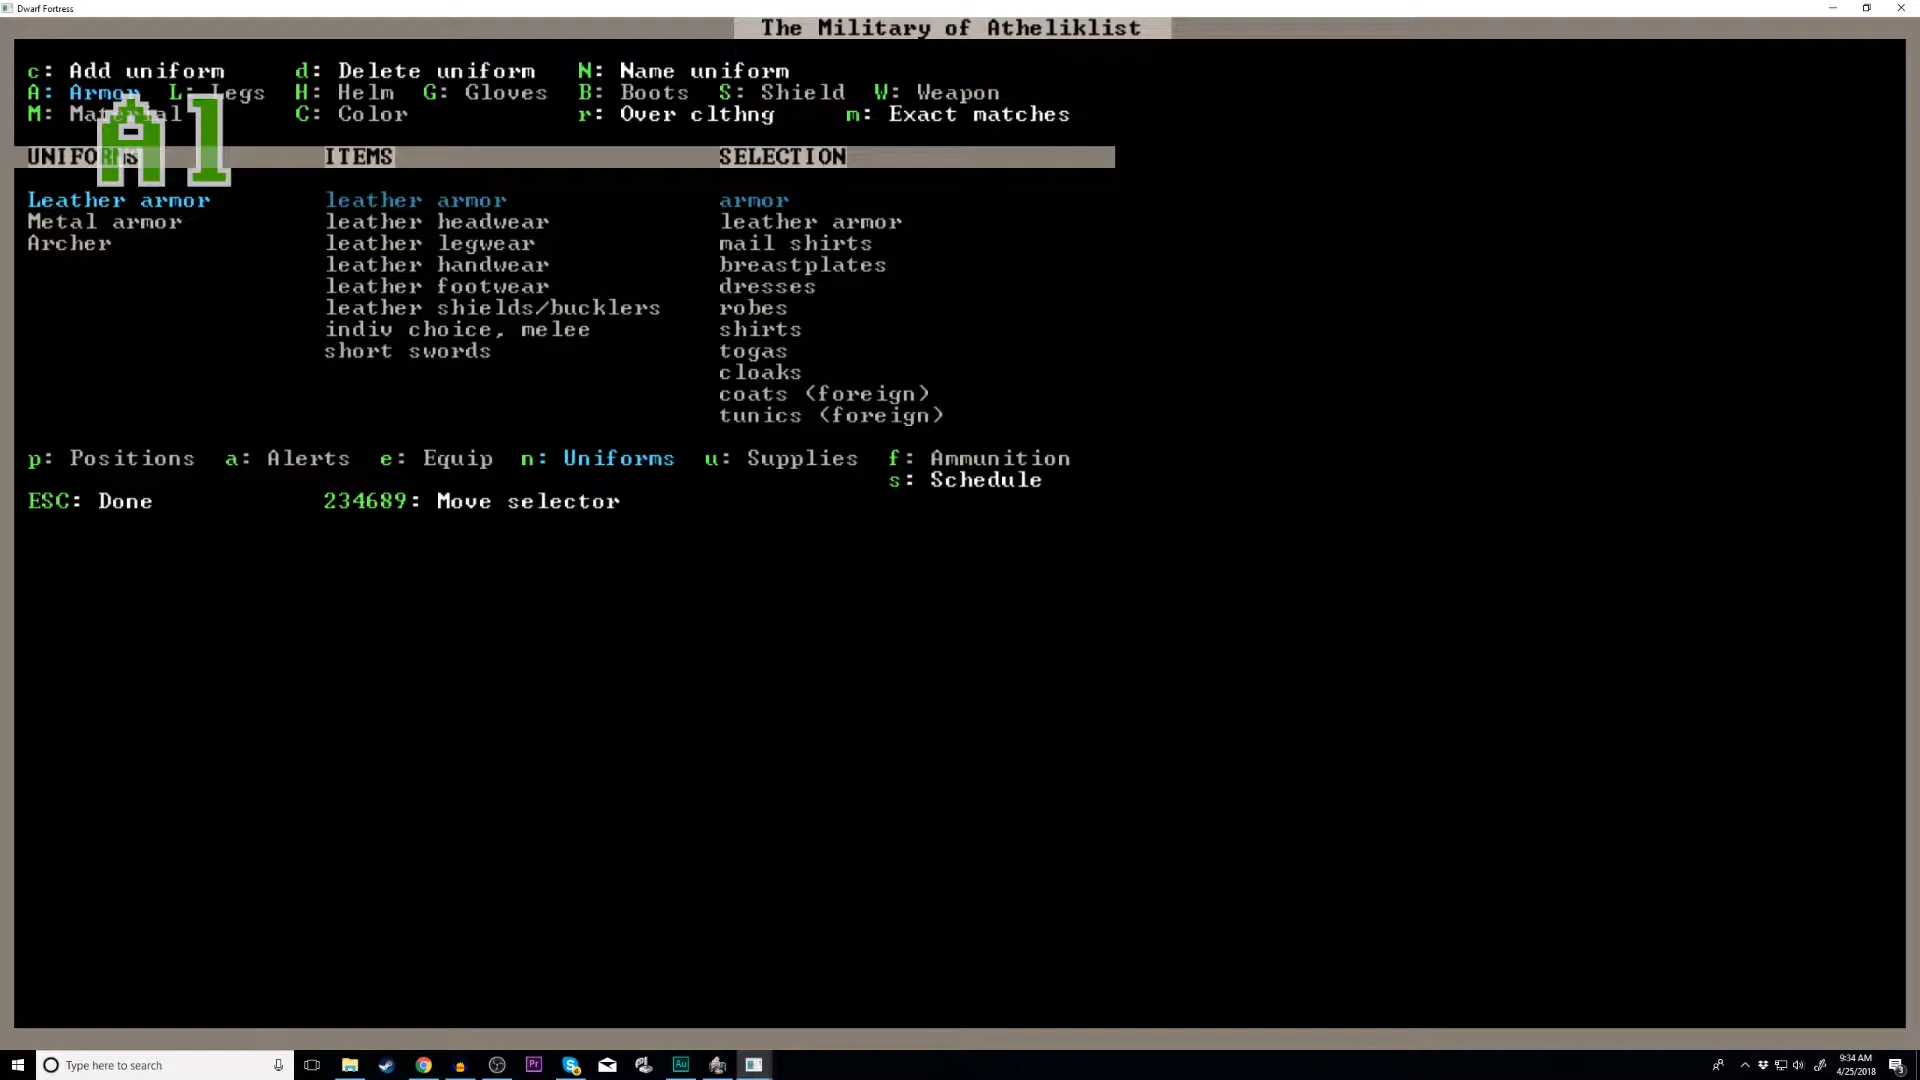 Dwarf Fortress
The Military of Atheliklist
c: Add uniform d: Delete uniform N: Name uniform
A: Armor L: Legs H: Helm G: Gloves B: Boots S: Shield W: Weapon
M: Material C: Color r: Over clthng m: Exact matches
Al
UNIFORMS ITEMS SELECTION
Leather armor leather armor armor
Metal armor leather headwear leather armor
Archer leather legwear mail shirts
leather handwear breastplates
leather footwear dresses
leather shields/bucklers robes
indiv choice, melee shirts
short swords togas
cloaks
coats (foreign)
tunics (foreign)
p: Positions a: Alerts e: Equip n: Uniforms u: Supplies f: Ammunition
s: Schedule
ESC: Done 234689: Move selector
Type here to search
9:34 AM
4/25/2018